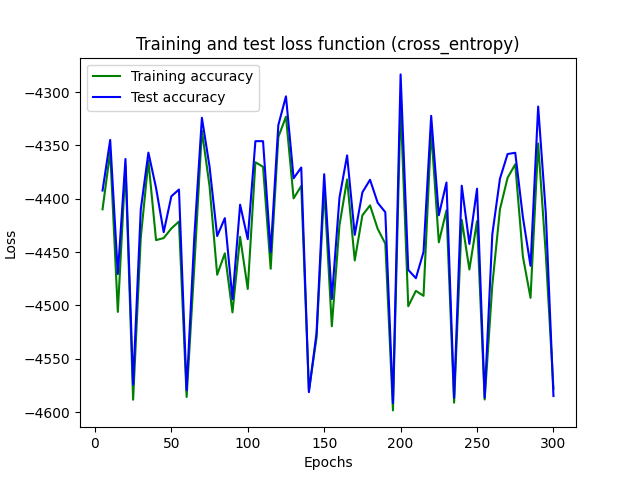 Training and test loss function (cross_entropy)
Training accuracy
Test accuracy
−4300
−4350
−4400
−4450
−4500
−4550
−4600
Loss
0 50 100 150 200 250 300
Epochs